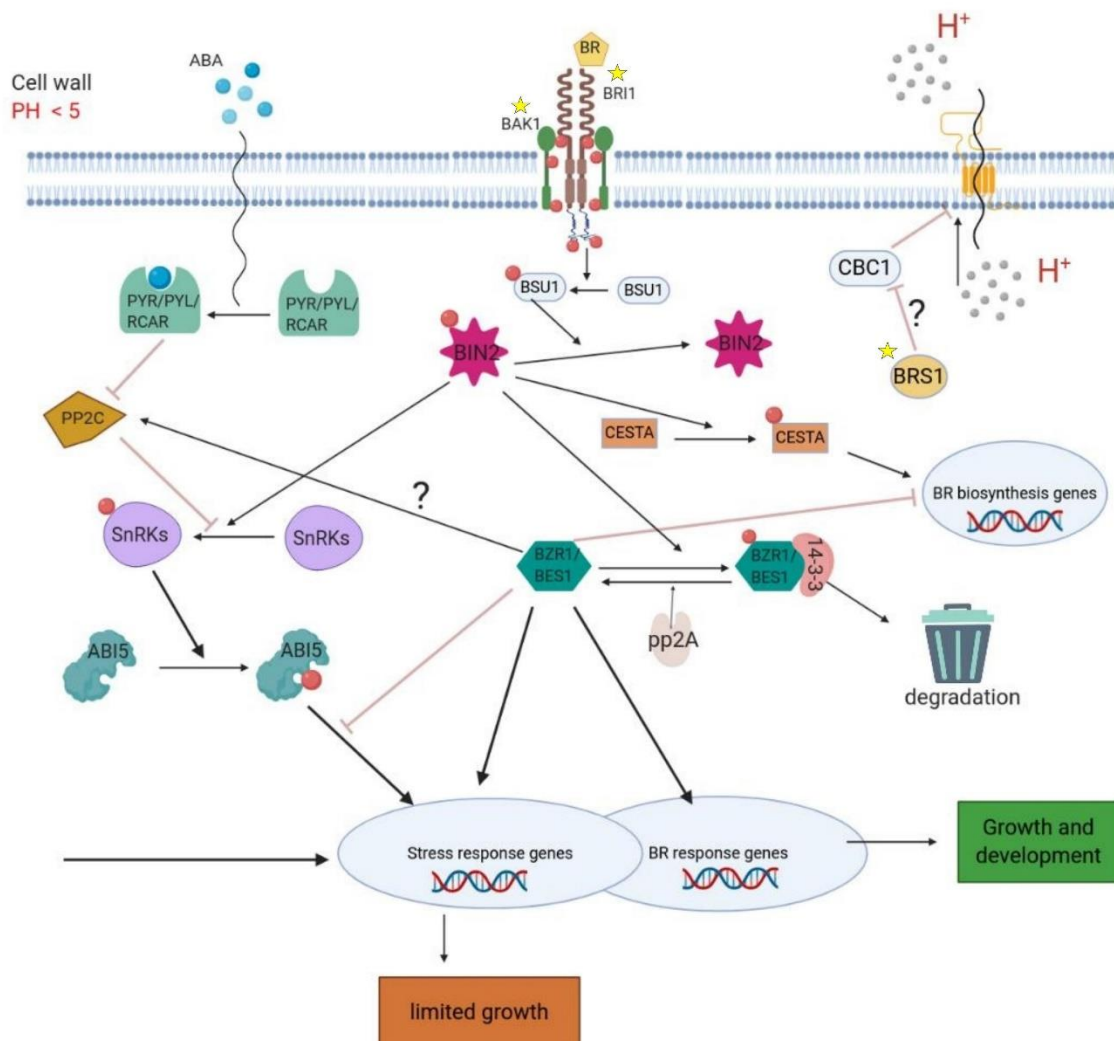 H+
BR
ABA
Cell wall
PH < 5
BRI1
BAK1
CBC1
H+
PYR/PYL/
RCAR
PYR/PYL/
RCAR
BSU1
BSU1
?
BIN2
BIN2
BRS1
PP2C
CESTA
CESTA
?
BR biosynthesis genes
SnRKs
SnRKs
BZR1/
BES1
BZR1/
BES1
14-3-3
pp2A
ABI5
ABI5
degradation
Stress response genes
BR response genes
Growth and
development
limited growth